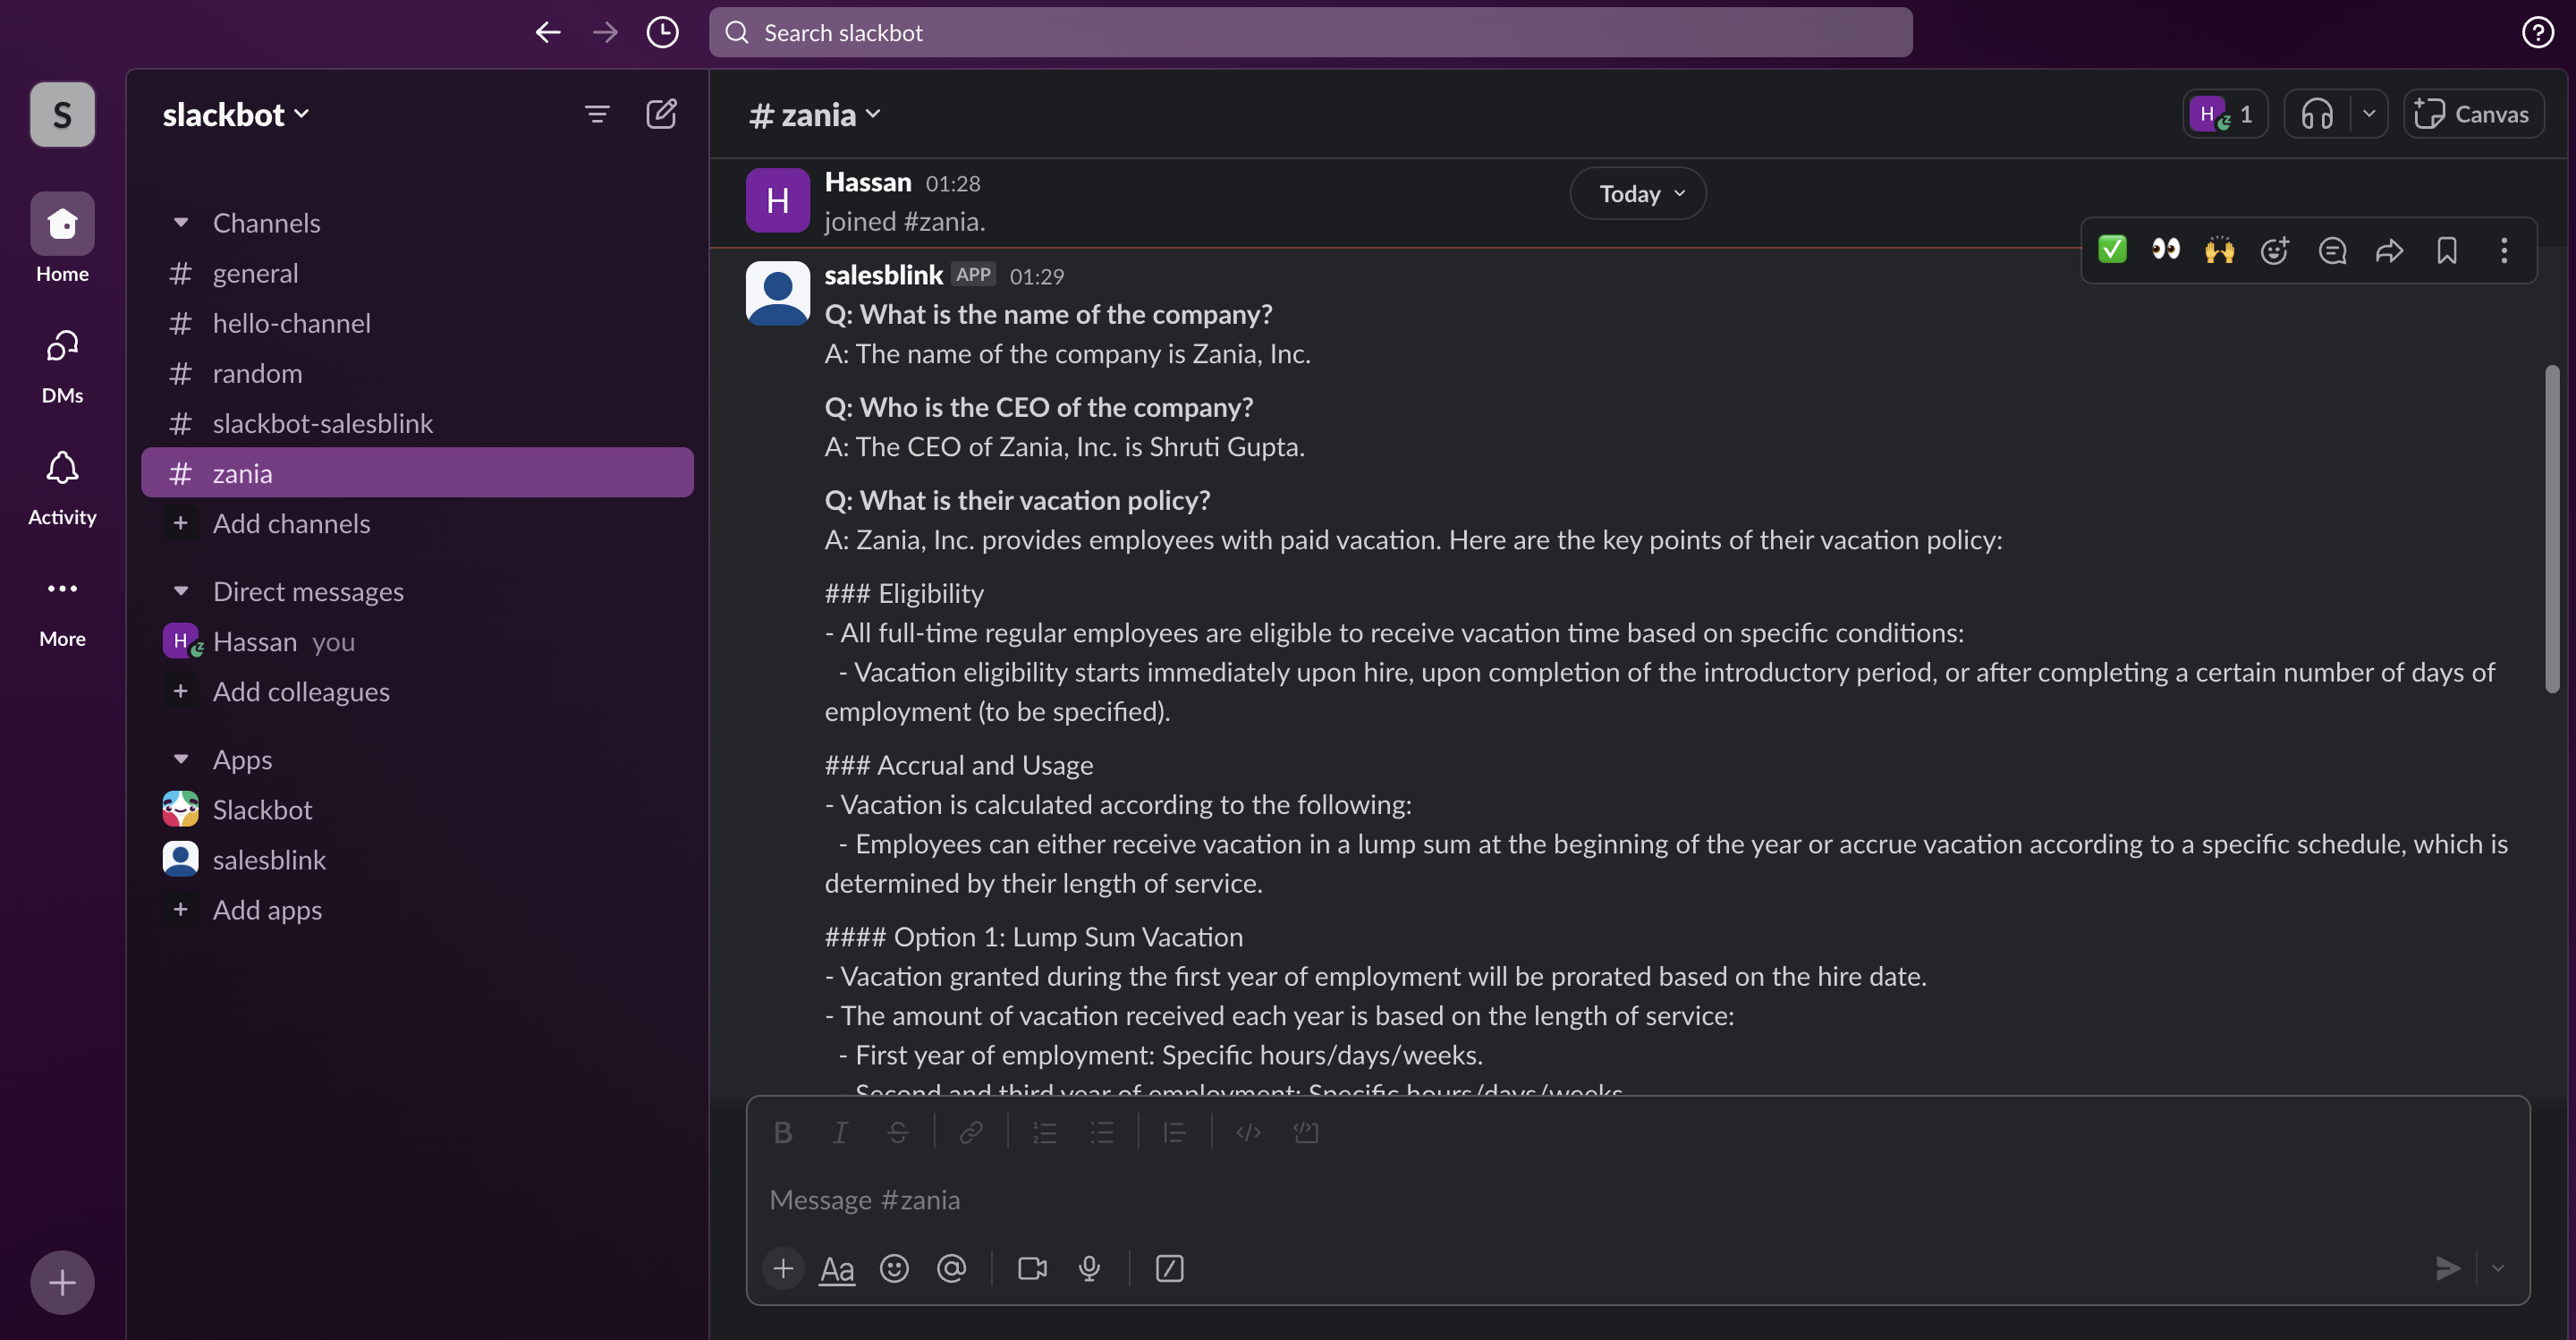 Search slackbot
S
Home
DMs
Activity
More
slackbot
Channels
# general
# hello-channel
# random
# slackbot-salesblink
# zania
+ Add channels
Direct messages
H Hassan you
+ Add colleagues
Apps
Slackbot
salesblink
+ Add apps
# zania
H 1
Canvas
H
Hassan 01:28
joined #zania.
Today
salesblink APP 01:29
Q: What is the name of the company?
A: The name of the company is Zania, Inc.
Q: Who is the CEO of the company?
A: The CEO of Zania, Inc. is Shruti Gupta.
Q: What is their vacation policy?
A: Zania, Inc. provides employees with paid vacation. Here are the key points of their vacation policy:
### Eligibility
- All full-time regular employees are eligible to receive vacation time based on specific conditions:
- Vacation eligibility starts immediately upon hire, upon completion of the introductory period, or after completing a certain number of days of
employment (to be specified).
### Accrual and Usage
- Vacation is calculated according to the following:
- Employees can either receive vacation in a lump sum at the beginning of the year or accrue vacation according to a specific schedule, which is
determined by their length of service.
#### Option 1: Lump Sum Vacation
- Vacation granted during the first year of employment will be prorated based on the hire date.
- The amount of vacation received each year is based on the length of service:
- First year of employment: Specific hours/days/weeks.
- Second and third year of employment: Specific hours/days/weeks
B I S
Message #zania
+ Aa @